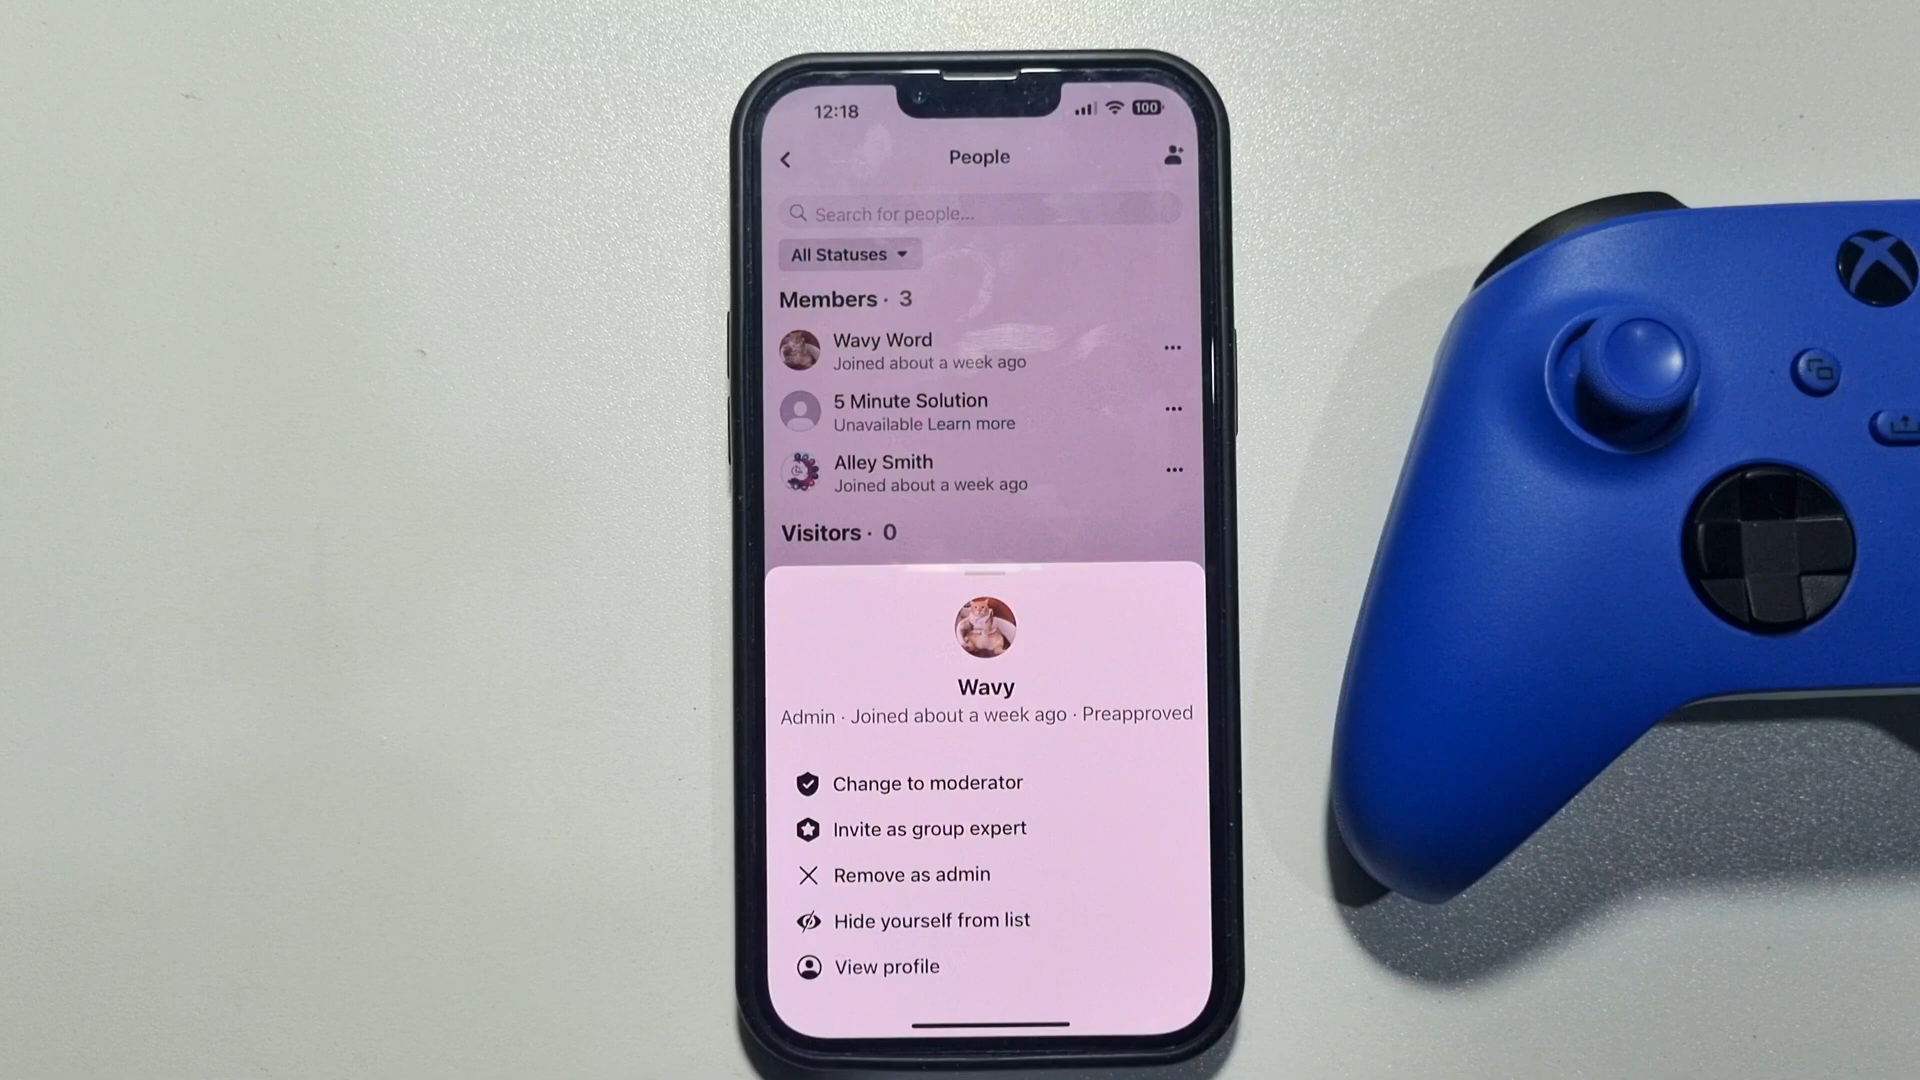 12:18
100
People
Search for people...
All Statuses
Members · 3
Wavy Word
Joined about a week ago
5 Minute Solution
Unavailable Learn more
Alley Smith
Joined about a week ago
Visitors · 0
Wavy
Admin · Joined about a week ago · Preapproved
Change to moderator
Invite as group expert
Remove as admin
Hide yourself from list
View profile